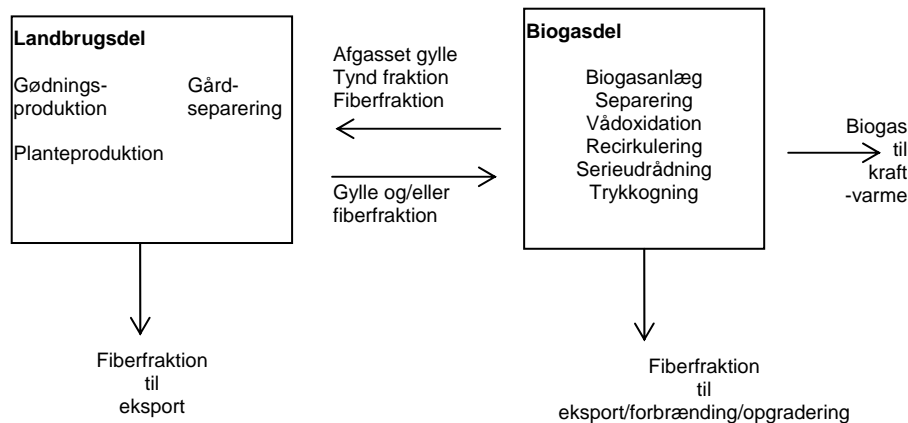 Landbrugsdel
Gødnings-
produktion
Gård-
separering
Planteproduktion
Afgasset gylle
Tynd fraktion
Fiberfraktion
Gylle og/eller
fiberfraktion
Biogasdel
Biogasanlæg
Separering
Vådoxidation
Recirkulering
Serieudrådning
Trykkogning
Biogas
til
kraft
-varme
Fiberfraktion
til
eksport
Fiberfraktion
til
eksport/forbrænding/opgradering